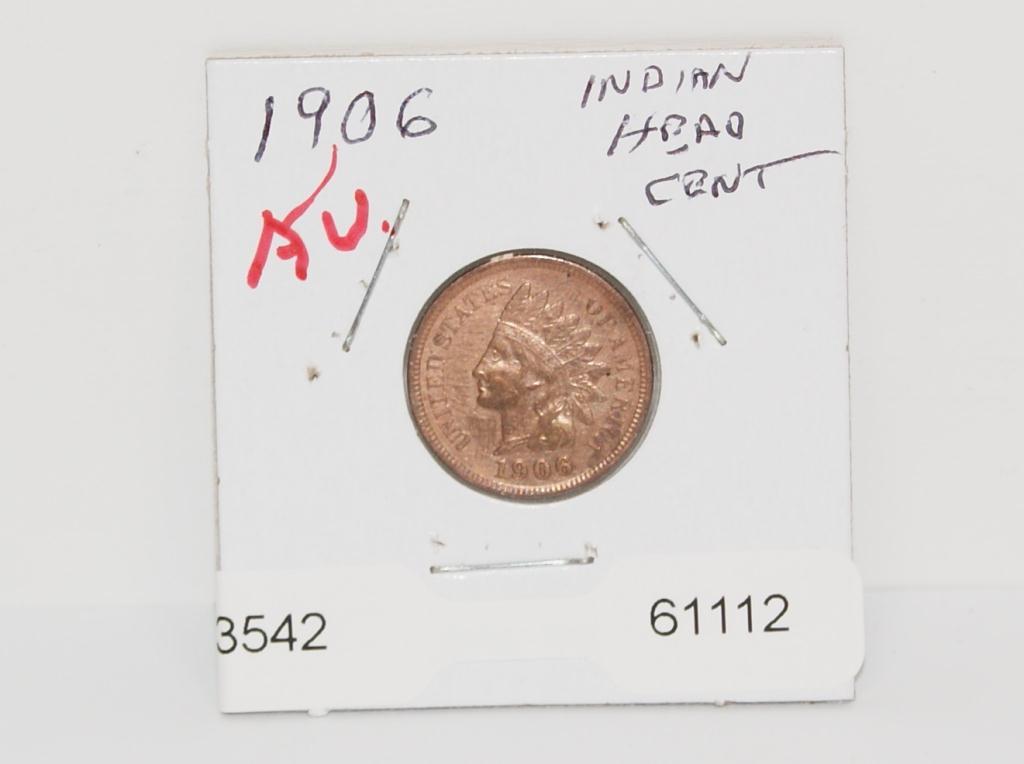 1906
INDIAN
HEAD
CENT
AU.
UNITED STATES OF AMERICA
1906
3542
61112